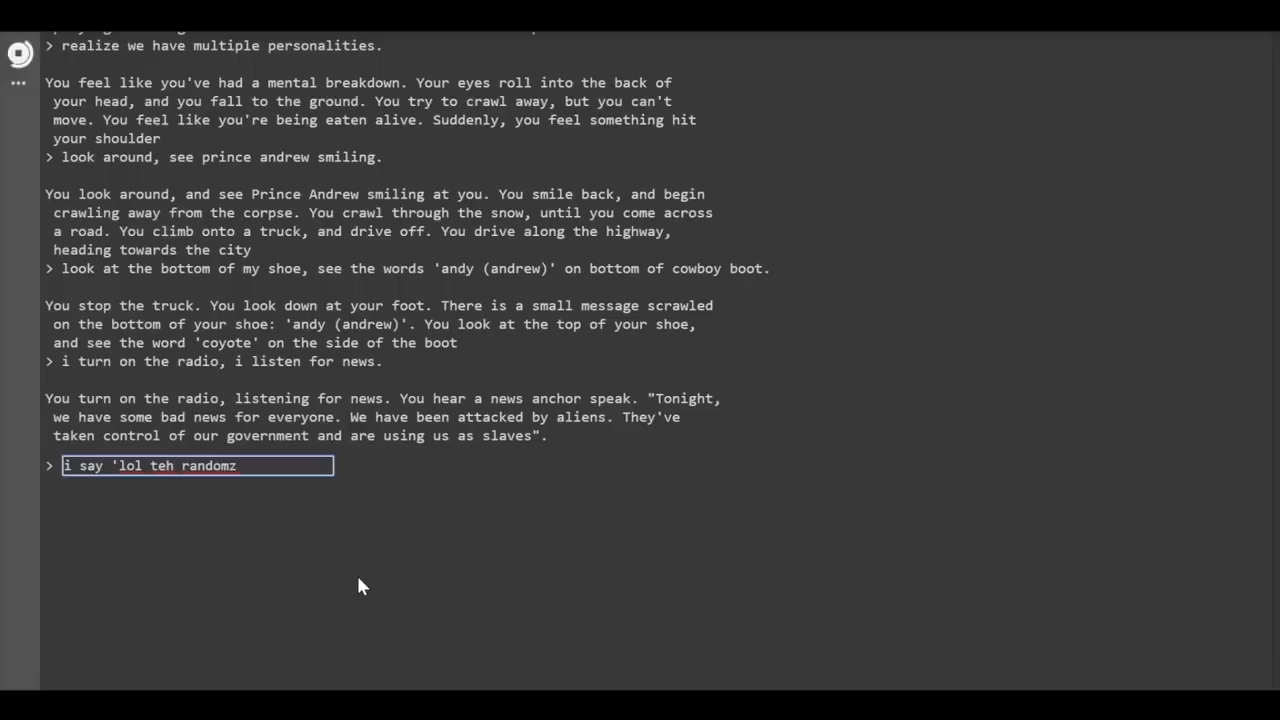 > realize we have multiple personalities.
You feel like you've had a mental breakdown. Your eyes roll into the back of
your head, and you fall to the ground. You try to crawl away, but you can't
move. You feel like you're being eaten alive. Suddenly, you feel something hit
your shoulder
> look around, see prince andrew smiling.
You look around, and see Prince Andrew smiling at you. You smile back, and begin
crawling away from the corpse. You crawl through the snow, until you come across
a road. You climb onto a truck, and drive off. You drive along the highway,
heading towards the city
> look at the bottom of my shoe, see the words 'andy (andrew)' on bottom of cowboy boot.
You stop the truck. You look down at your foot. There is a small message scrawled
on the bottom of your shoe: 'andy (andrew)'. You look at the top of your shoe,
and see the word 'coyote' on the side of the boot
> i turn on the radio, i listen for news.
You turn on the radio, listening for news. You hear a news anchor speak. "Tonight,
we have some bad news for everyone. We have been attacked by aliens. They've
taken control of our government and are using us as slaves".
> i say 'lol teh randomz